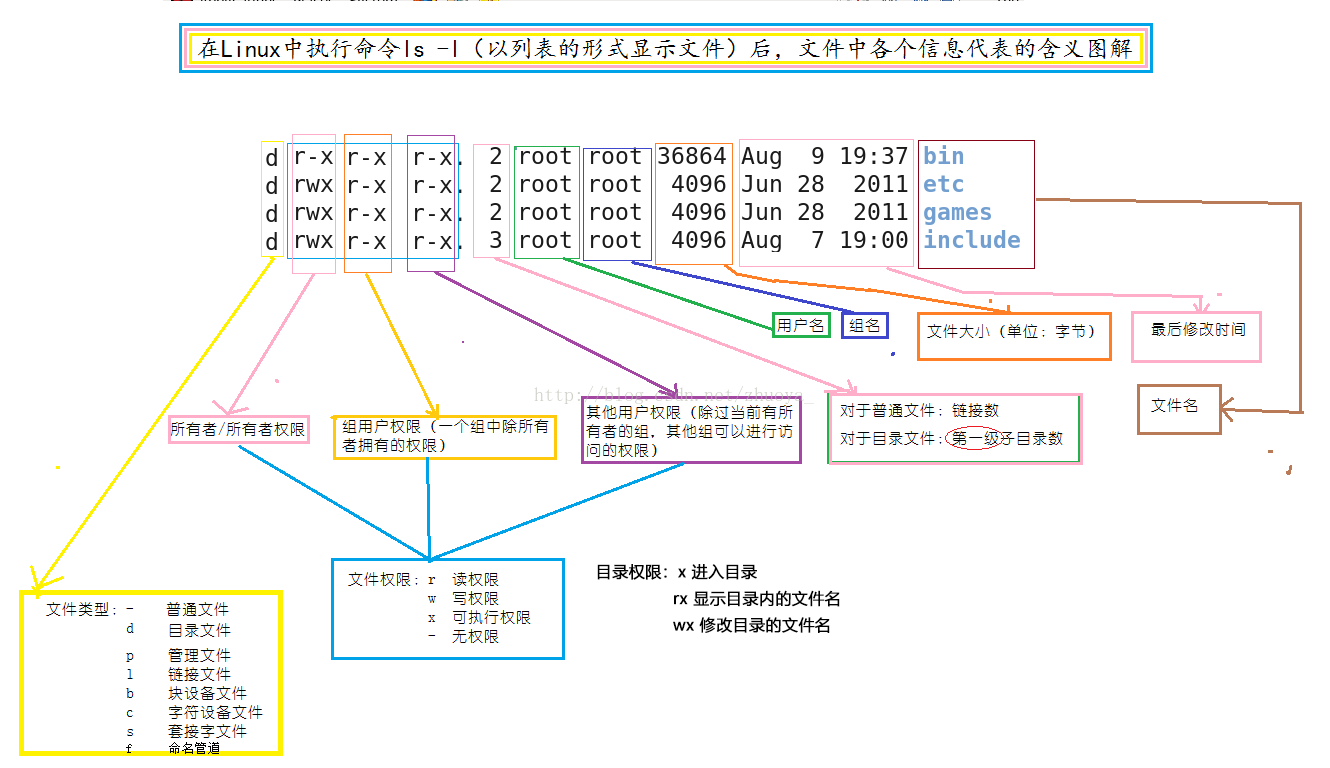 在Linux中执行命令ls -l（以列表的形式显示文件）后，文件中各个信息代表的含义图解
d r-x r-x r-x. 2 root root 36864 Aug 9 19:37 bin
d rwx r-x r-x. 2 root root 4096 Jun 28 2011 etc
d rwx r-x r-x. 2 root root 4096 Jun 28 2011 games
d rwx r-x r-x. 3 root root 4096 Aug 7 19:00 include
用户名
组名
文件大小（单位：字节）
最后修改时间
文件名
所有者/所有者权限
组用户权限（一个组中除所有
者拥有的权限）
其他用户权限（除过当前有所
有者的组，其他组可以进行访
问的权限）
对于普通文件：链接数
对于目录文件：第一级子目录数
文件权限：r 读权限
w 写权限
x 可执行权限
- 无权限
目录权限：x 进入目录
rx 显示目录内的文件名
wx 修改目录的文件名
文件类型：- 普通文件
d 目录文件
p 管理文件
l 链接文件
b 块设备文件
c 字符设备文件
s 套接字文件
f 命名管道